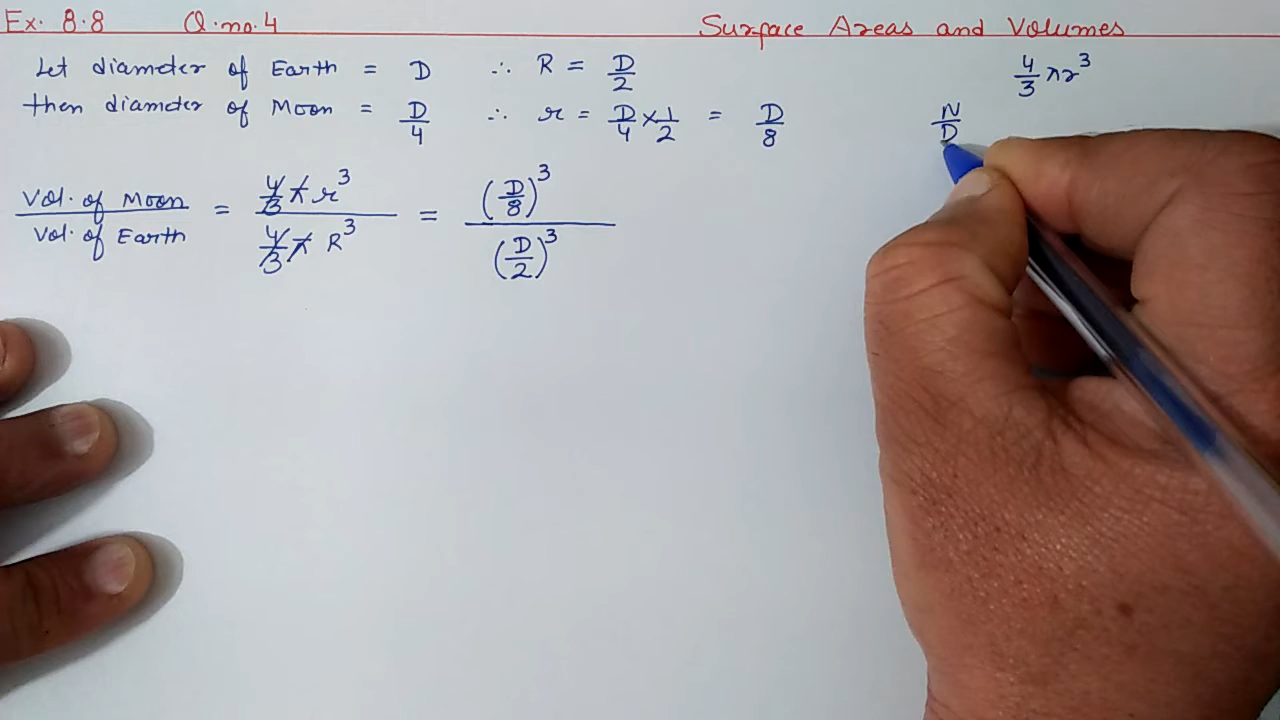 Ex. 8.8 Q.no.4 Surface Areas and Volumes
Let diameter of Earth = D ∴ R = D/2
4/3 πr³
then diameter of Moon = D/4 ∴ r = D/4 × 1/2 = D/8
N/D
Vol. of Moon / Vol. of Earth = 4/3 π r³ / 4/3 π R³ = (D/8)³ / (D/2)³